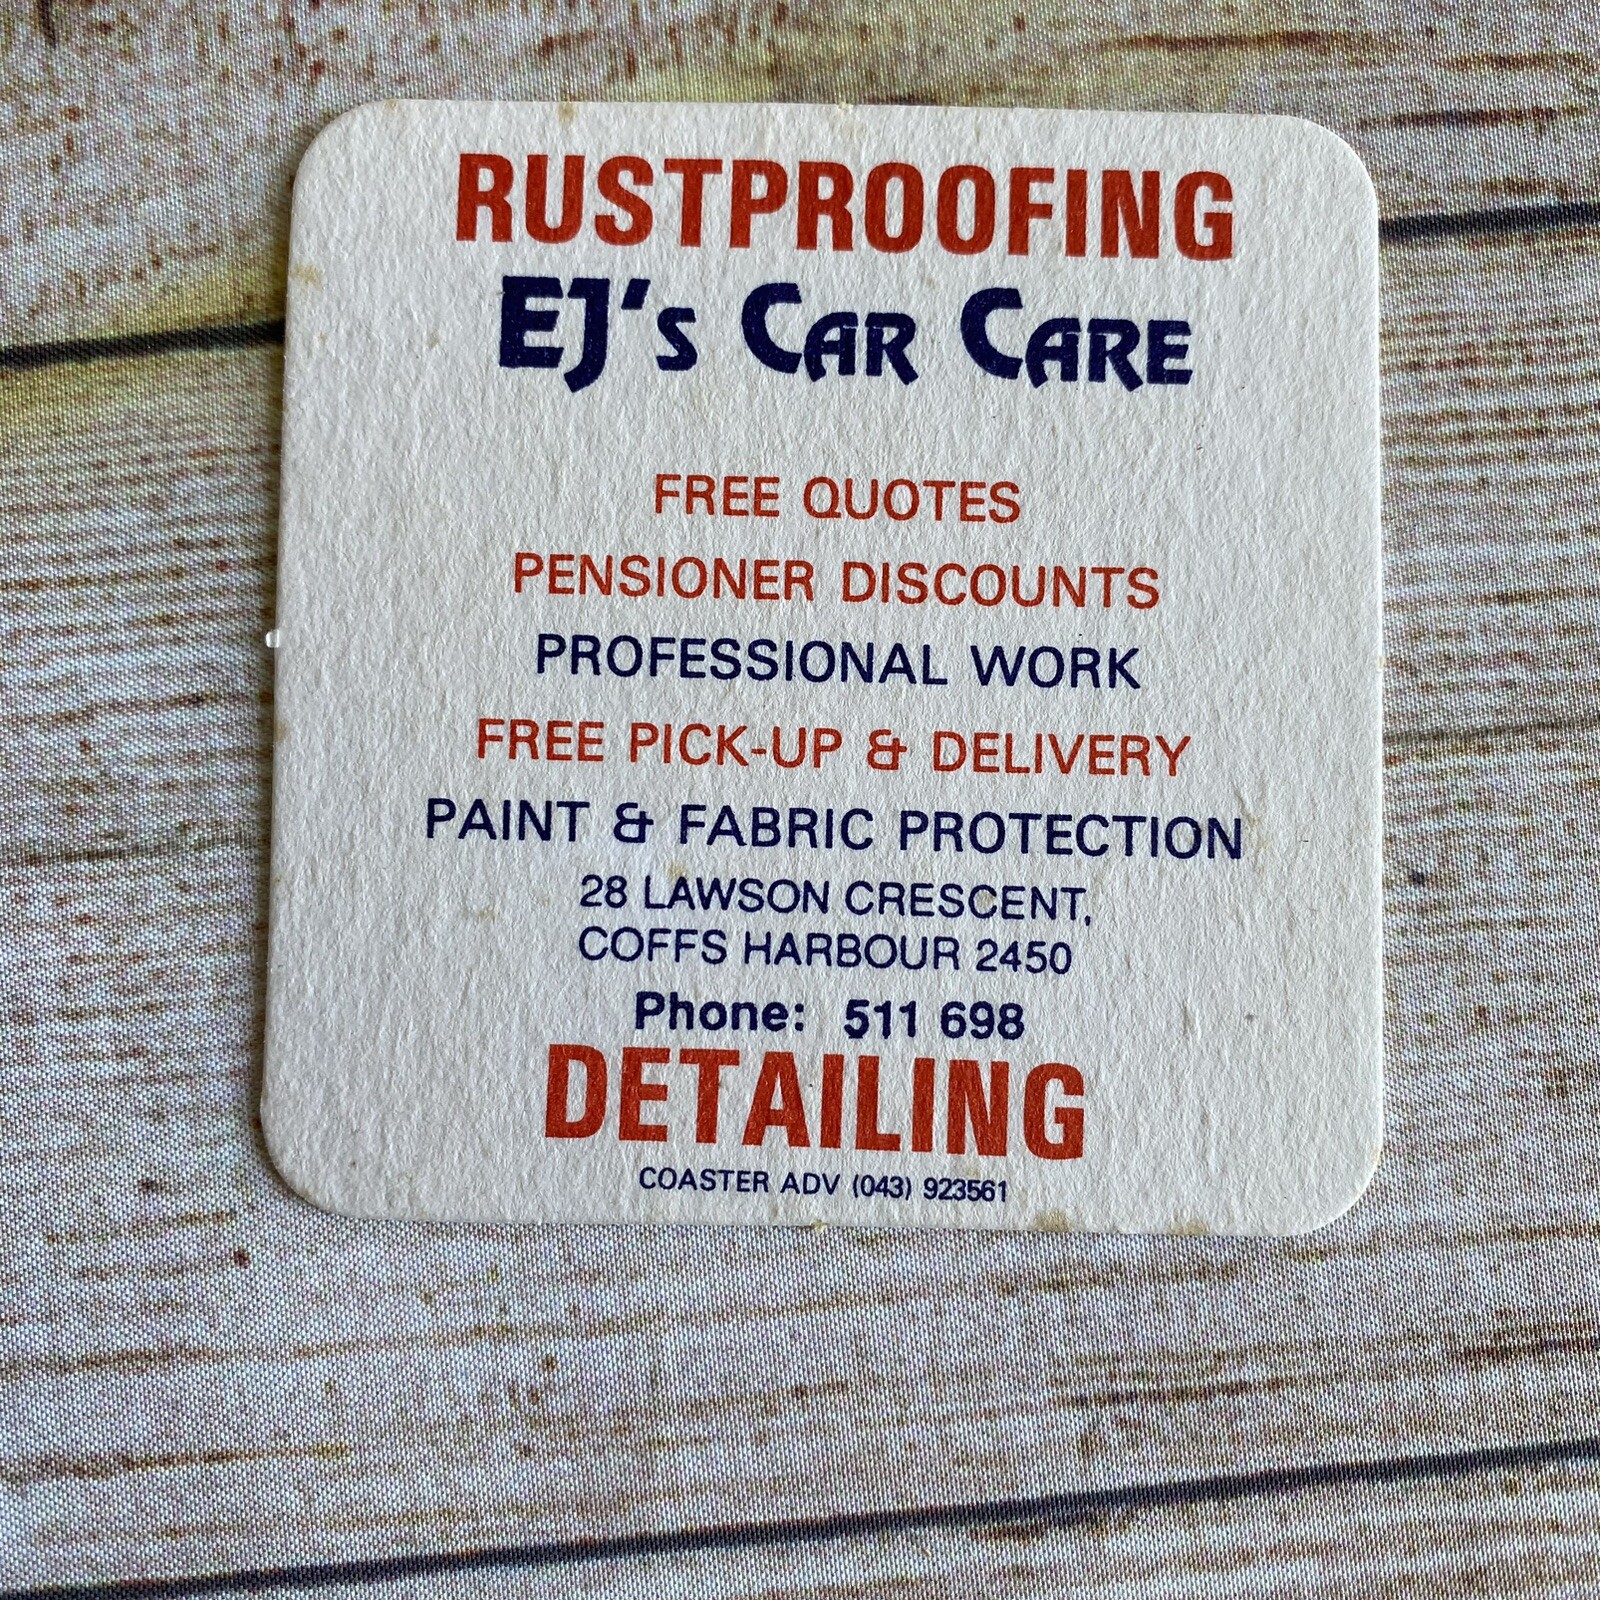 RUSTPROOFING
EJ's CAR CARE
FREE QUOTES
PENSIONER DISCOUNTS
PROFESSIONAL WORK
FREE PICK-UP & DELIVERY
PAINT & FABRIC PROTECTION
28 LAWSON CRESCENT,
COFFS HARBOUR 2450
Phone: 511 698
DETAILING
COASTER ADV (043) 923561